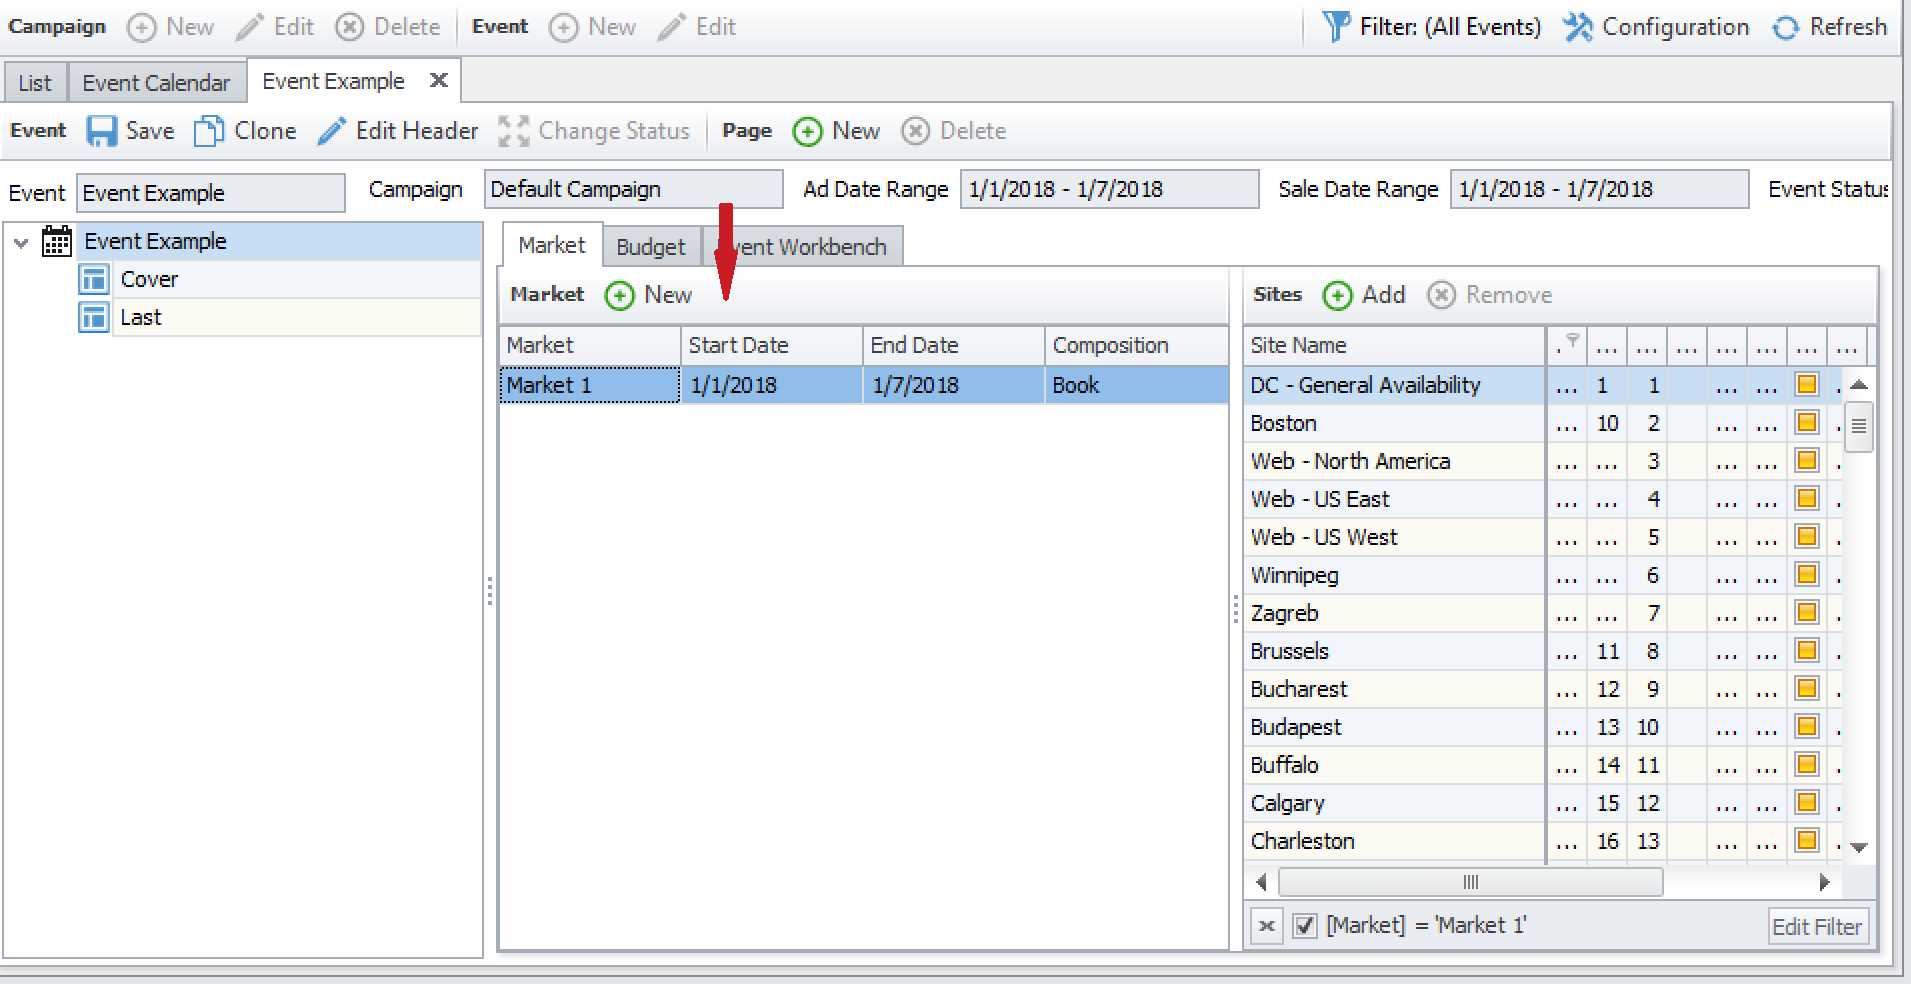 Campaign New Edit Delete Event New Edit Filter: (All Events) Configuration Refresh
List Event Calendar Event Example
Event Save Clone Edit Header Change Status Page New Delete
Event Event Example Campaign Default Campaign Ad Date Range 1/1/2018 - 1/7/2018 Sale Date Range 1/1/2018 - 1/7/2018 Event Status
Event Example
Cover
Last
Market Budget Event Workbench
Market New
Market Start Date End Date Composition
Market 1 1/1/2018 1/7/2018 Book
Sites Add Remove
Site Name . ... ... ... ... ... ... ...
DC - General Availability ... 1 1 ... ... .
Boston ... 10 2 ... ... .
Web - North America ... ... 3 ... ... .
Web - US East ... ... 4 ... ... .
Web - US West ... ... 5 ... ... .
Winnipeg ... ... 6 ... ... .
Zagreb ... ... 7 ... ... .
Brussels ... 11 8 ... ... .
Bucharest ... 12 9 ... ... .
Budapest ... 13 10 ... ... .
Buffalo ... 14 11 ... ... .
Calgary ... 15 12 ... ... .
Charleston ... 16 13 ... ... .
[Market] = 'Market 1' Edit Filter